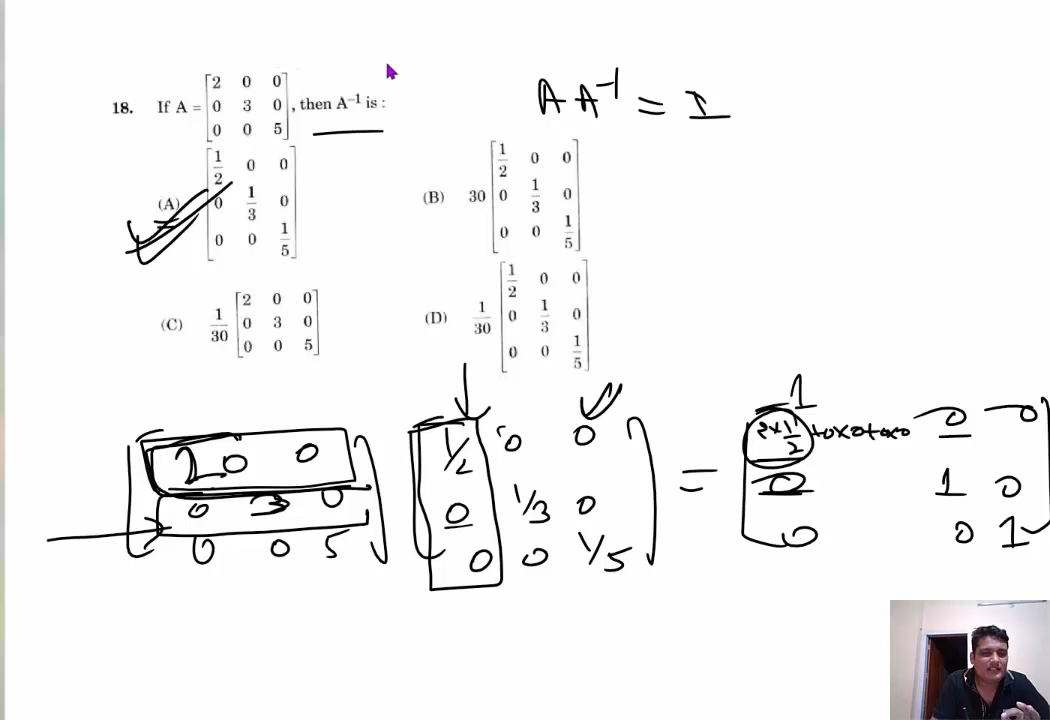 18. If A = [2 0 0; 0 3 0; 0 0 5], then A⁻¹ is :
A A⁻¹ = I
(A) [1/2 0 0; 0 1/3 0; 0 0 1/5]
(B) 30 [1/2 0 0; 0 1/3 0; 0 0 1/5]
(C) 1/30 [2 0 0; 0 3 0; 0 0 5]
(D) 1/30 [1/2 0 0; 0 1/3 0; 0 0 1/5]
1
2 0 0 1/2 0 0 = 2×1/2 +0×0+0×0 0 0
0 3 0 0 1/3 0 0 1 0
0 0 5 0 0 1/5 0 0 1